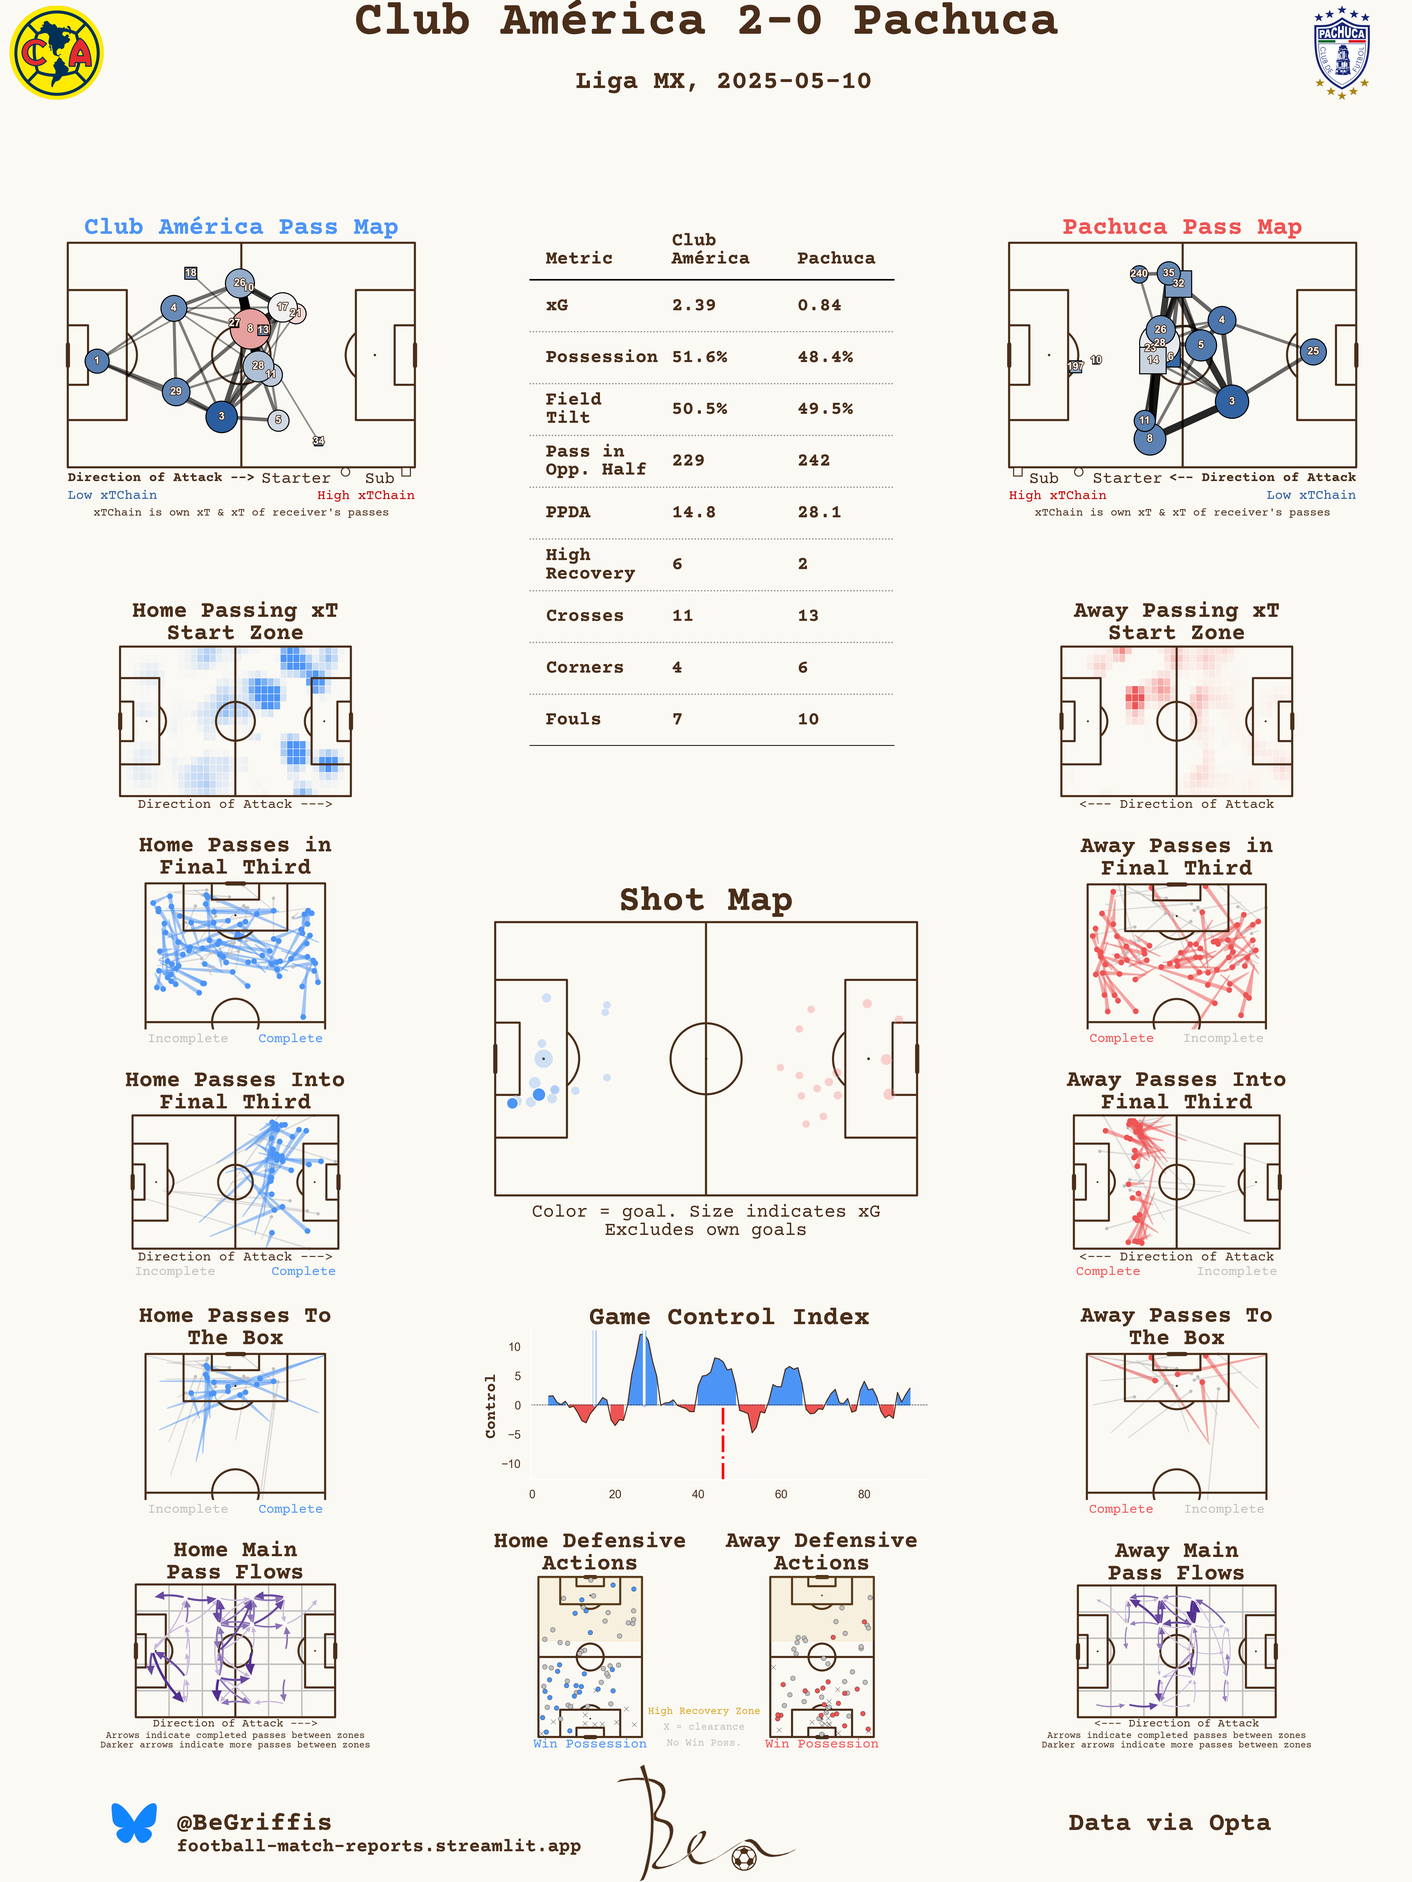 Club América 2-0 Pachuca
Liga MX, 2025-05-10
CA
PACHUCA
CLUB DE FUTBOL
Club América Pass Map
18
26
10
4
17
21
27
8
13
1
28
11
29
3
5
34
Direction of Attack --> Starter Sub
Low xTChain High xTChain
xTChain is own xT & xT of receiver's passes
Metric Club América Pachuca
xG 2.39 0.84
Possession 51.6% 48.4%
Field Tilt 50.5% 49.5%
Pass in Opp. Half 229 242
PPDA 14.8 28.1
High Recovery 6 2
Crosses 11 13
Corners 4 6
Fouls 7 10
Pachuca Pass Map
240
35
32
4
26
28
23
5
14
6
25
10
197
3
11
8
Sub Starter <-- Direction of Attack
High xTChain Low xTChain
xTChain is own xT & xT of receiver's passes
Home Passing xT
Start Zone
Direction of Attack --->
Away Passing xT
Start Zone
<--- Direction of Attack
Home Passes in
Final Third
Incomplete Complete
Away Passes in
Final Third
Complete Incomplete
Shot Map
Color = goal. Size indicates xG
Excludes own goals
Home Passes Into
Final Third
Direction of Attack --->
Incomplete Complete
Away Passes Into
Final Third
<--- Direction of Attack
Complete Incomplete
Home Passes To
The Box
Incomplete Complete
Game Control Index
Control
10
5
0
−5
−10
0 20 40 60 80
Away Passes To
The Box
Complete Incomplete
Home Main
Pass Flows
Direction of Attack --->
Arrows indicate completed passes between zones
Darker arrows indicate more passes between zones
Home Defensive
Actions
Win Possession
Away Defensive
Actions
Win Possession
High Recovery Zone
X = clearance
No Win Poss.
Away Main
Pass Flows
<--- Direction of Attack
Arrows indicate completed passes between zones
Darker arrows indicate more passes between zones
@BeGriffis
football-match-reports.streamlit.app
Ben
Data via Opta